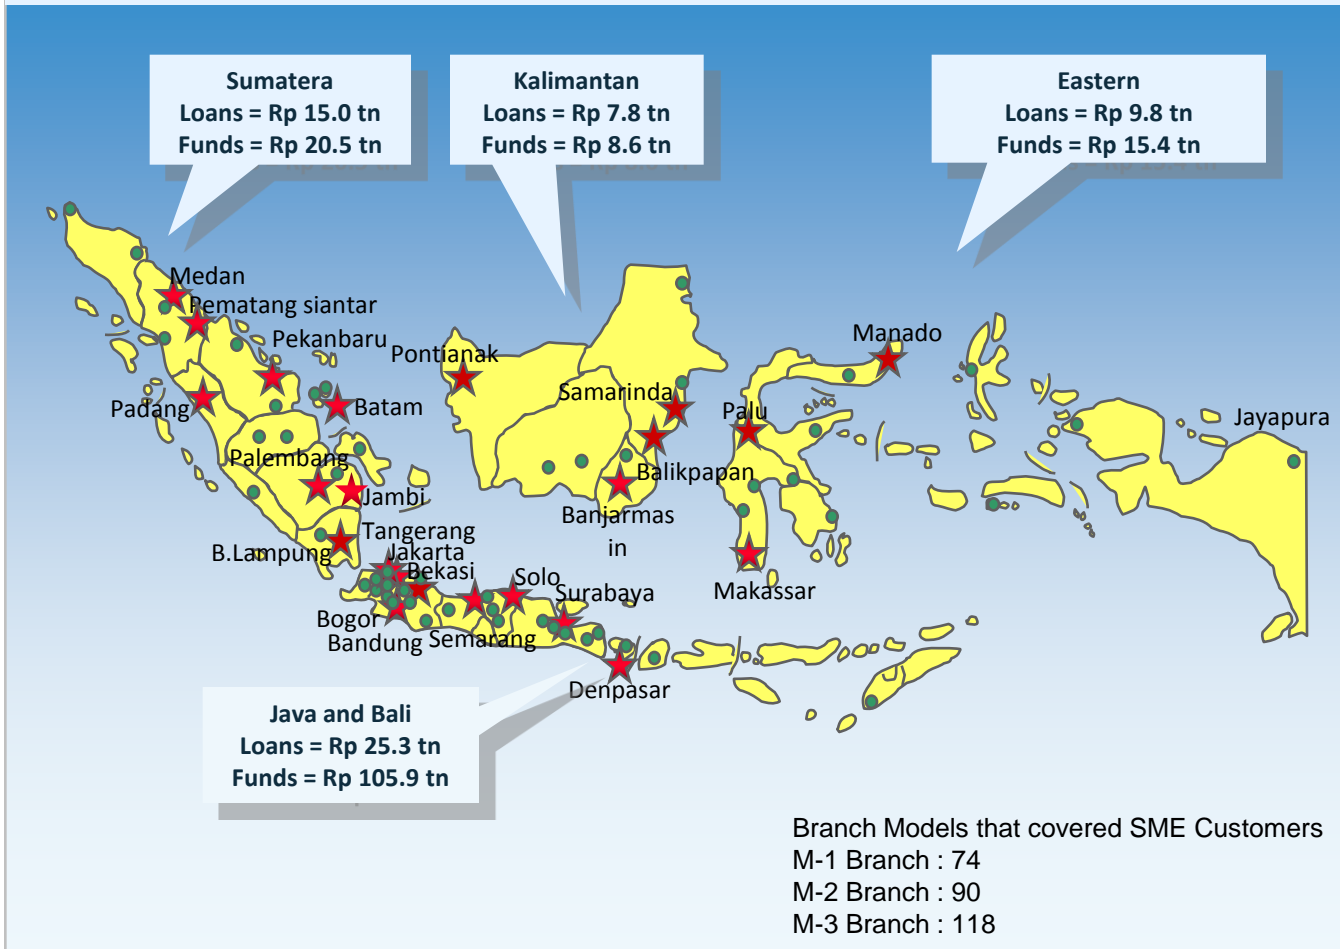 Sumatera
Loans = Rp 15.0 tn
Funds = Rp 20.5 tn
Kalimantan
Loans = Rp 7.8 tn
Funds = Rp 8.6 tn
Eastern
Loans = Rp 9.8 tn
Funds = Rp 15.4 tn
Medan
Pematang siantar
Pekanbaru
Padang
Batam
Palembang
Jambi
B.Lampung
Tangerang
Jakarta
Bekasi
Bogor
Bandung
Semarang
Solo
Surabaya
Denpasar
Pontianak
Samarinda
Balikpapan
Banjarmas
in
Manado
Palu
Makassar
Jayapura
Java and Bali
Loans = Rp 25.3 tn
Funds = Rp 105.9 tn
Branch Models that covered SME Customers
M-1 Branch : 74
M-2 Branch : 90
M-3 Branch : 118